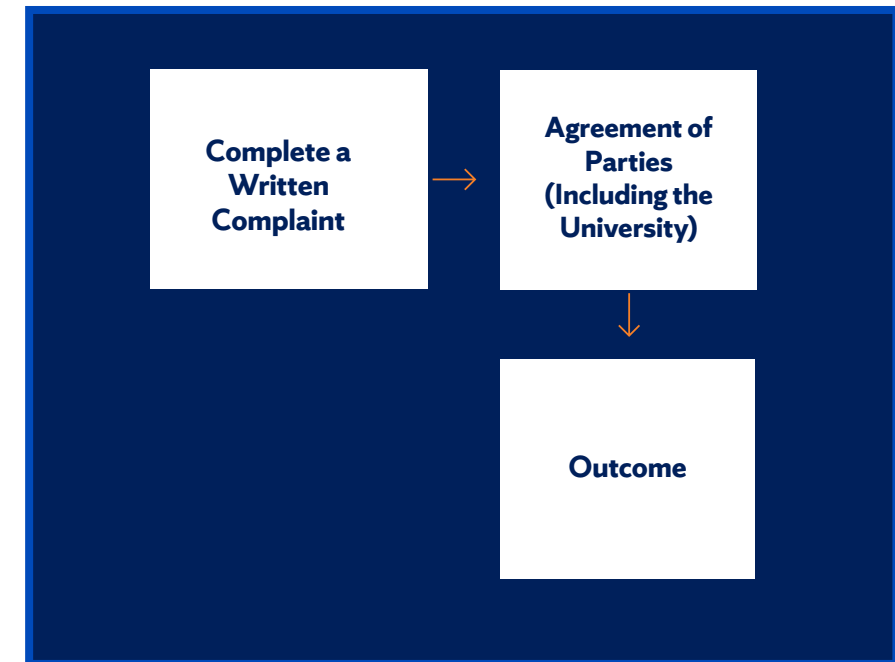 Complete a
Written
Complaint
Agreement of
Parties
(Including the
University)
Outcome